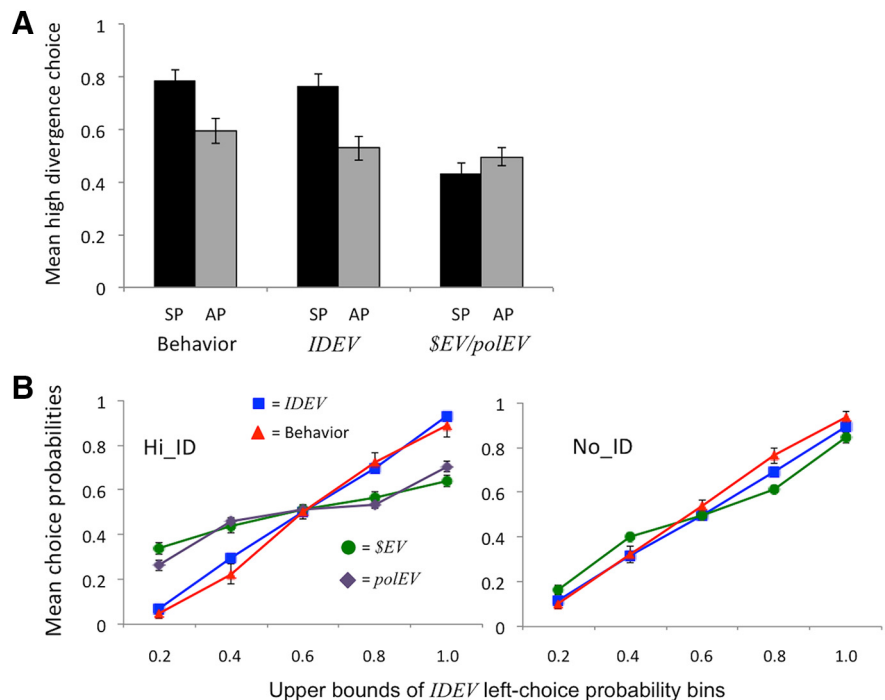 A
Mean high divergence choice
1
0.8
0.6
0.4
0.2
0
SP AP SP AP SP AP
Behavior IDEV $EV/polEV
B
Mean choice probabilities
1
0.8
0.6
0.4
0.2
0
Hi_ID
= IDEV
= Behavior
= $EV
= polEV
0.2 0.4 0.6 0.8 1.0
1
0.8
0.6
0.4
0.2
0
No_ID
0.2 0.4 0.6 0.8 1.0
Upper bounds of IDEV left-choice probability bins